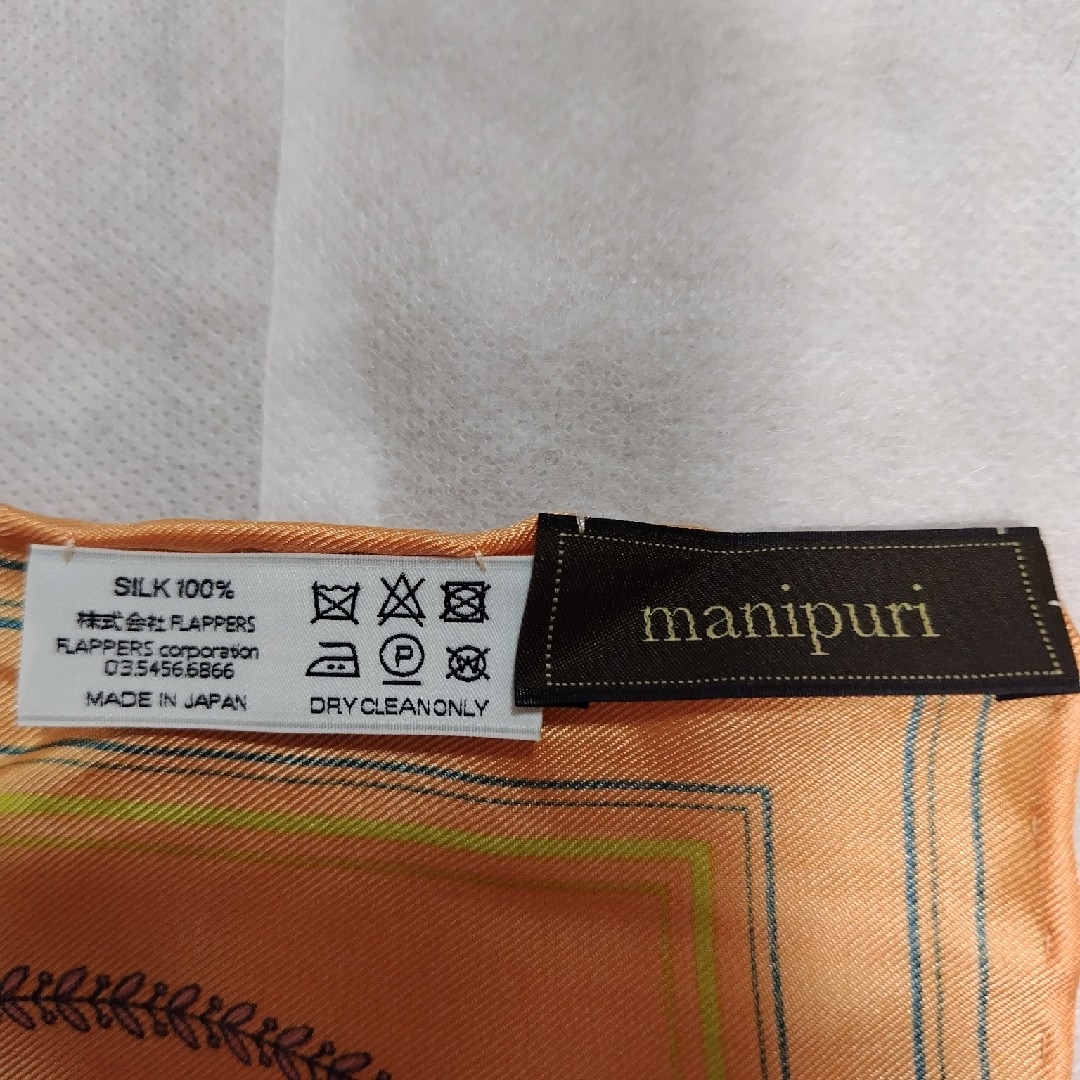 SILK 100%
株式会社 FLAPPERS
FLAPPERS corporation
03.5456.6866
MADE IN JAPAN
P
W
DRY CLEAN ONLY
manipuri